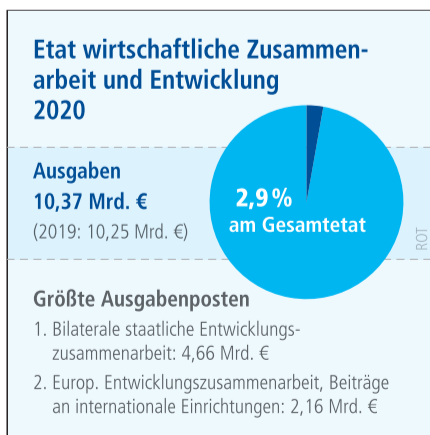 Etat wirtschaftliche Zusammen-
arbeit und Entwicklung
2020
Ausgaben
10,37 Mrd. €
(2019: 10,25 Mrd. €)
2,9 %
am Gesamtetat
ROT
Größte Ausgabenposten
1. Bilaterale staatliche Entwicklungs-
zusammenarbeit: 4,66 Mrd. €
2. Europ. Entwicklungszusammenarbeit, Beiträge
an internationale Einrichtungen: 2,16 Mrd. €